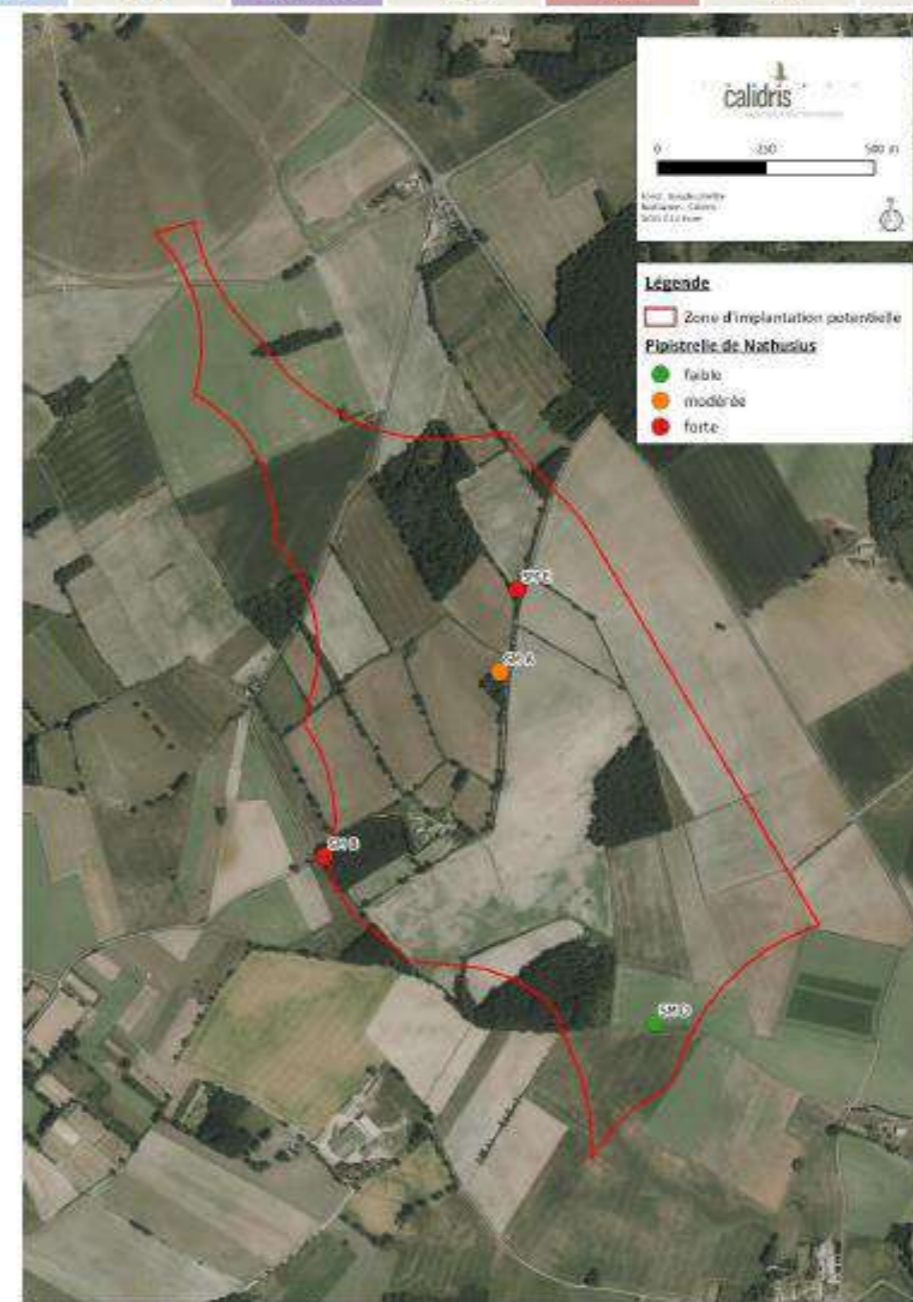 calidris
0 250 500 m
Légende
Zone d'implantation potentielle
Pipistrelle de Nathusius
faible
modérée
forte
SM A
SM B
SM D